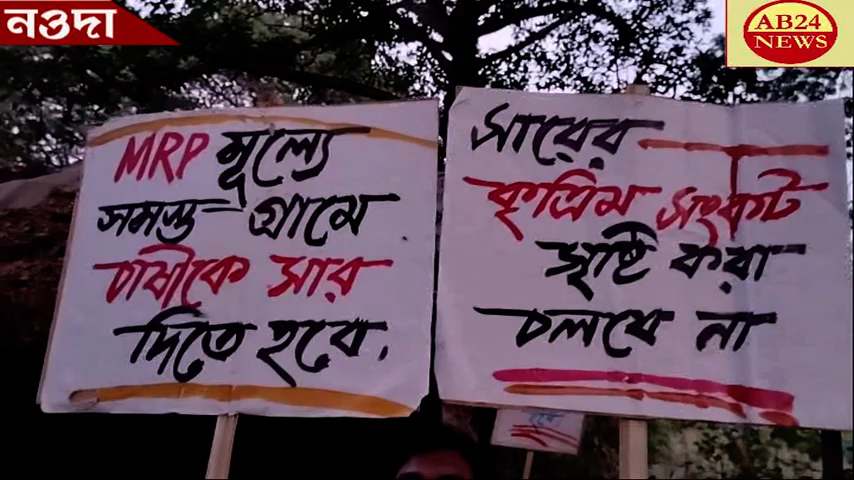 নওদা
AB24
NEWS
MRP মূল্যে
সমস্ত গ্রামে
চাষীকে সার
দিতে হবে.
সারের
কৃত্রিম সংকট
সৃষ্টি করা
চলবে না